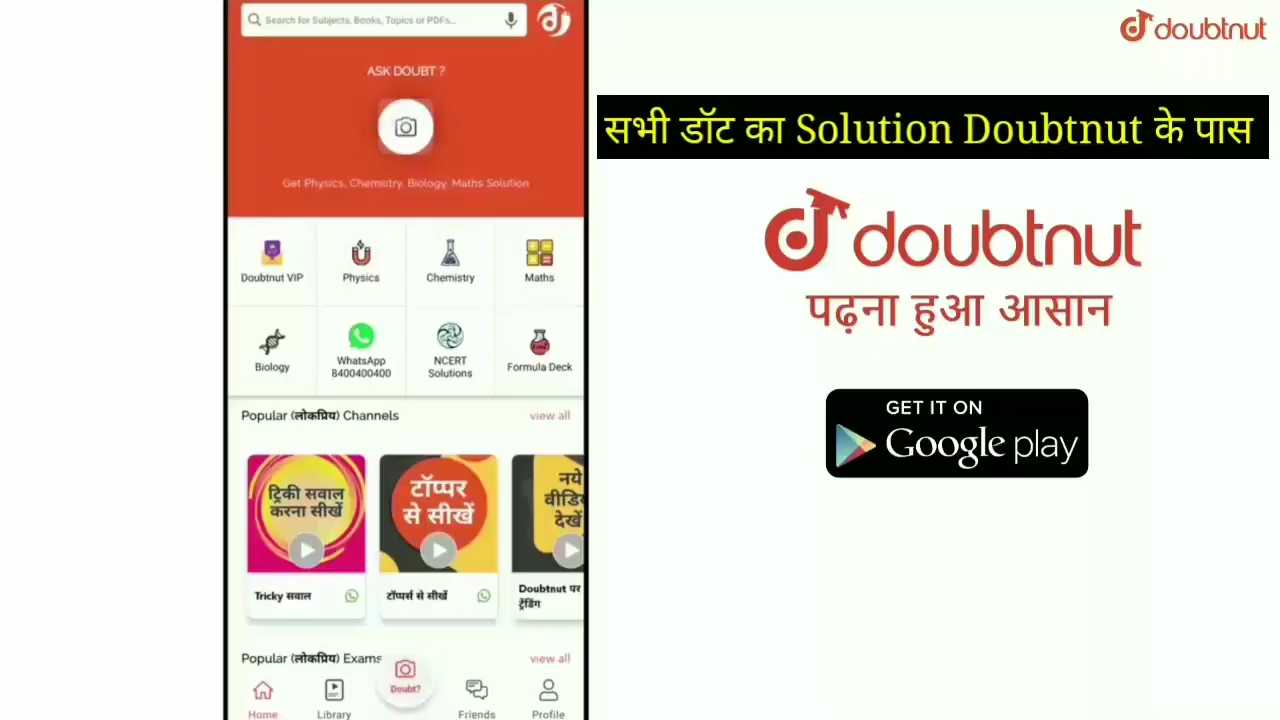 Search for Subjects, Books, Topics or PDFs...
ASK DOUBT ?
Get Physics, Chemistry, Biology, Maths Solution
Doubtnut VIP
Physics
Chemistry
Maths
Biology
WhatsApp
8400400400
NCERT
Solutions
Formula Deck
Popular (लोकप्रिय) Channels
view all
ट्रिकी सवाल
करना सीखें
टॉप्पर
से सीखें
नये
देखें
Tricky सवाल
टॉप्पर्स से सीखें
Doubtnut पर
ट्रेंडिंग
Popular (लोकप्रिय) Exams
view all
Doubt?
Home
Library
Friends
Profile
doubtnut
सभी डॉट का Solution Doubtnut के पास
doubtnut
पढ़ना हुआ आसान
GET IT ON
Google play